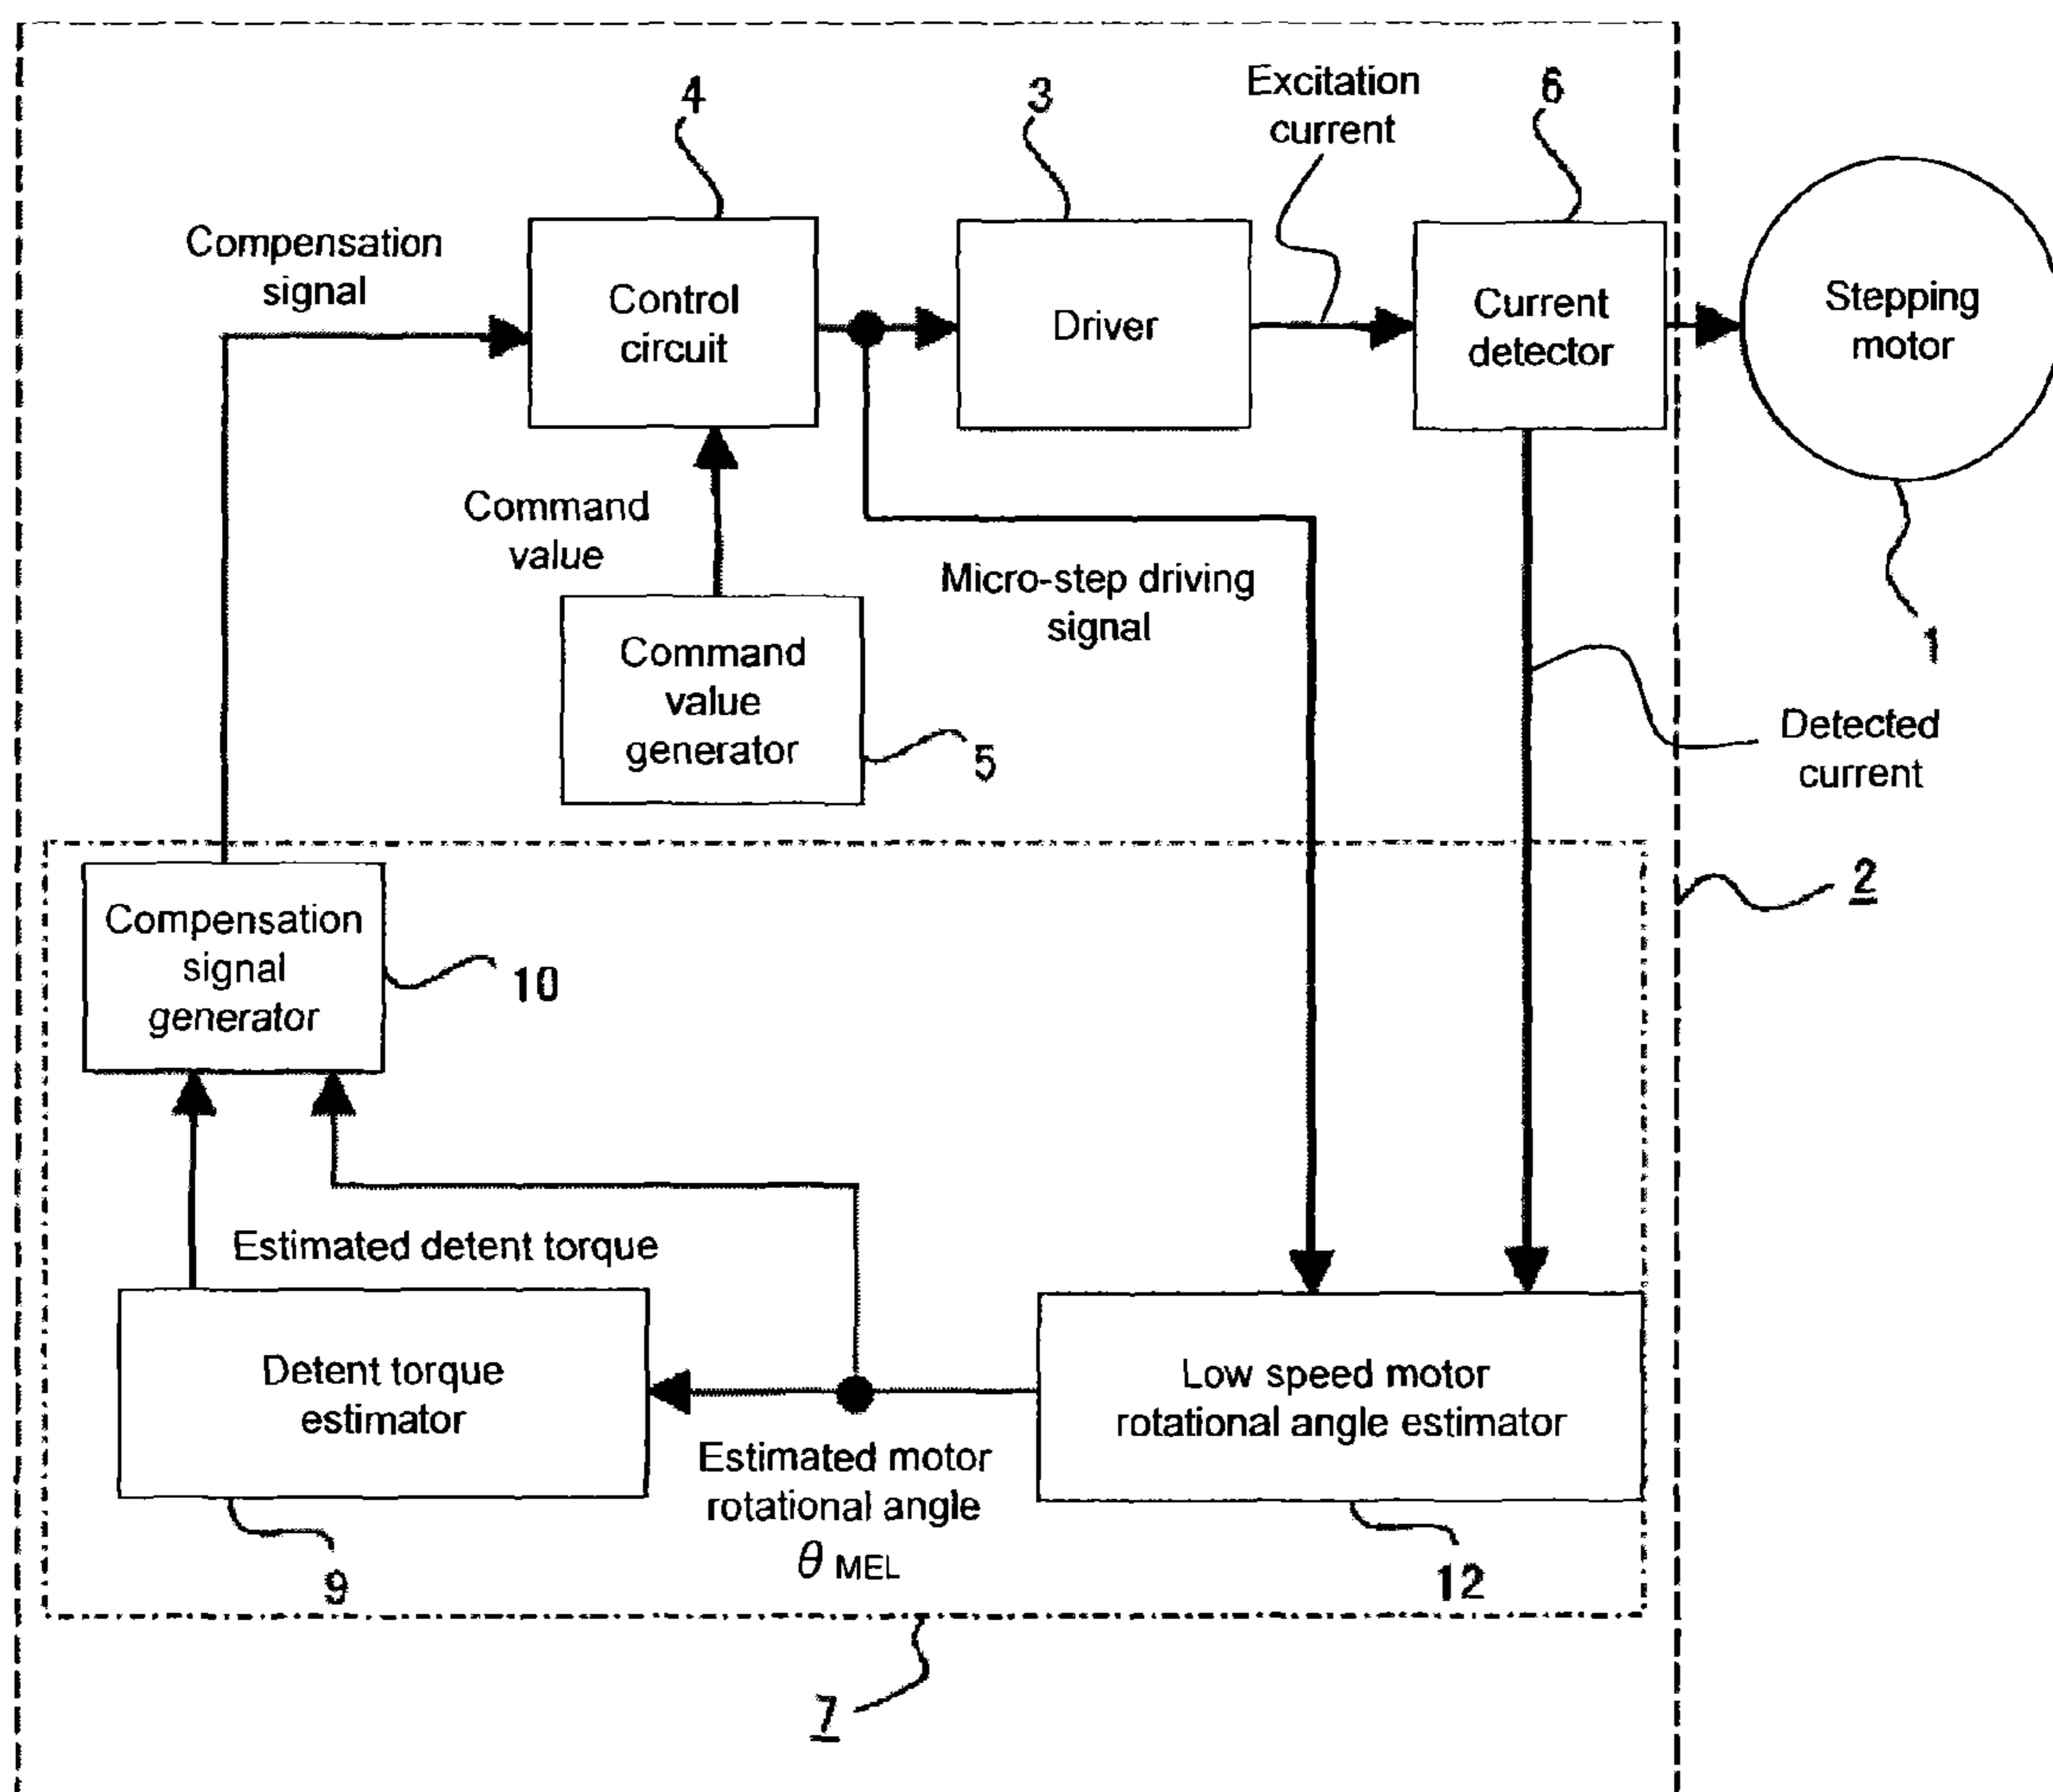 4
3
Excitation
current
6
Compensation
signal
Control
circuit
Driver
Current
detector
Stepping
motor
Command
value
Micro-step driving
signal
1
Command
value
generator
5
Detected
current
2
Compensation
signal
generator
10
Estimated detent torque
Detent torque
estimator
Low speed motor
rotational angle estimator
Estimated motor
rotational angle
θ MEL
9
12
7